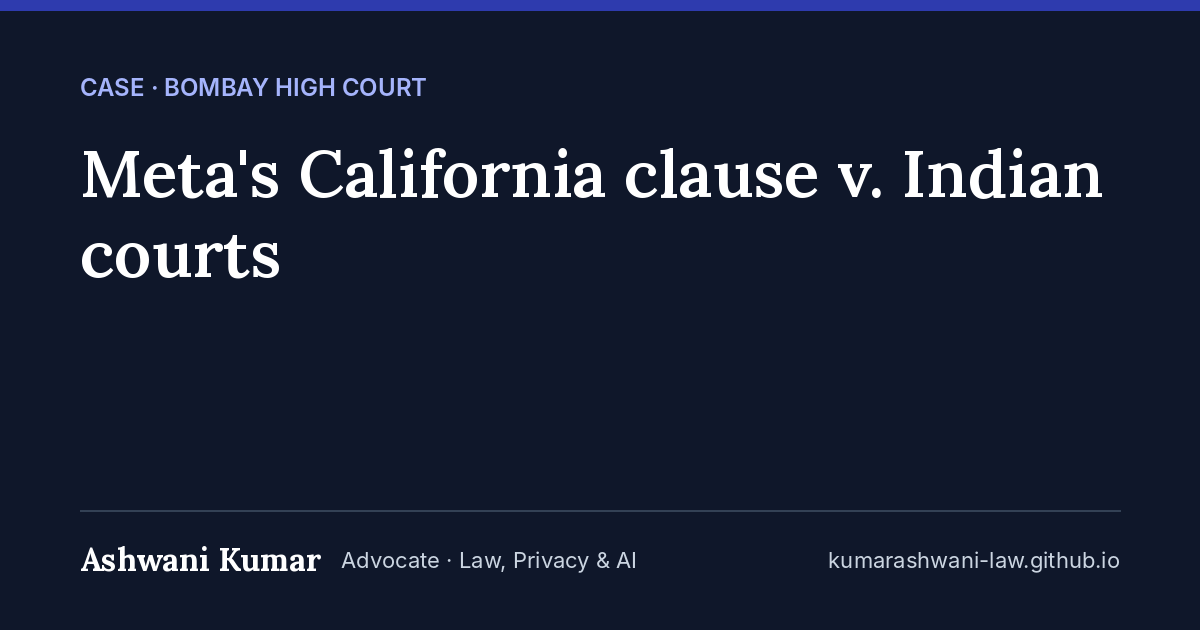 CASE · BOMBAY HIGH COURT
Meta's California clause v. Indian
courts
Ashwani Kumar Advocate · Law, Privacy & AI kumarashwani-law.github.io